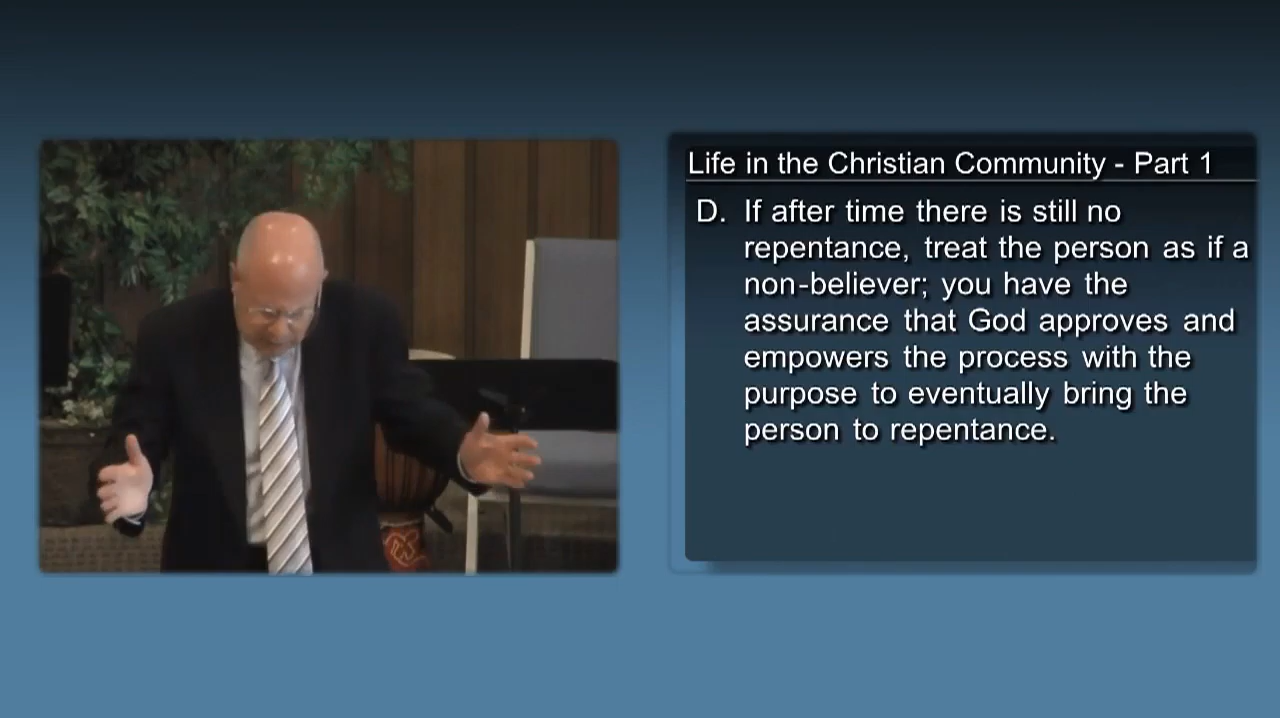 Life in the Christian Community - Part 1
D. If after time there is still no
repentance, treat the person as if a
non-believer; you have the
assurance that God approves and
empowers the process with the
purpose to eventually bring the
person to repentance.